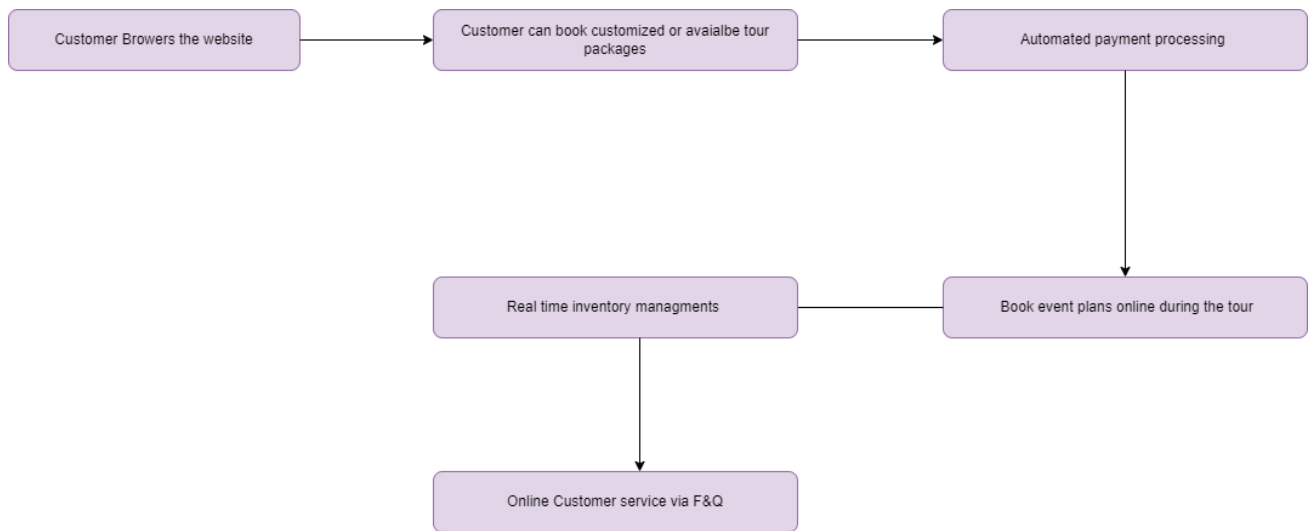 Customer Browers the website
Customer can book customized or avaialbe tour
packages
Automated payment processing
Real time inventory managments
Book event plans online during the tour
Online Customer service via F&Q